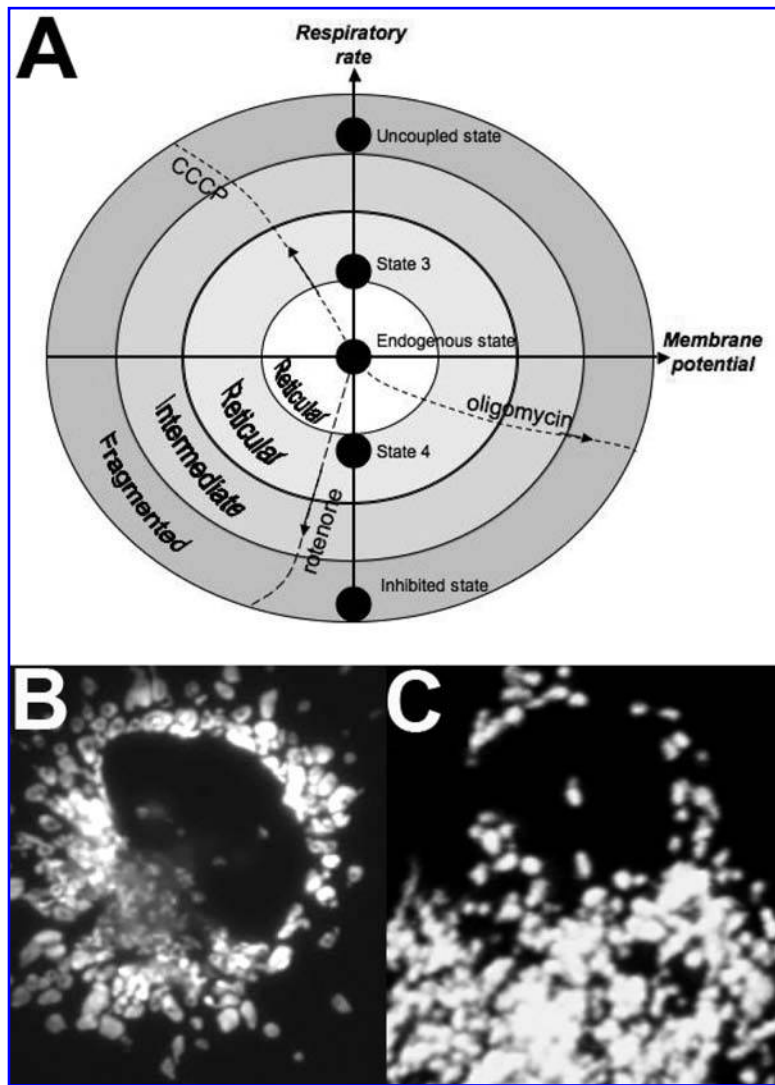 A
Respiratory
rate
Uncoupled state
CCCP
State 3
Endogenous state
Membrane
potential
Reticular
oligomycin
Reticular
Intermediate
State 4
Fragmented
rotenone
Inhibited state
B
C